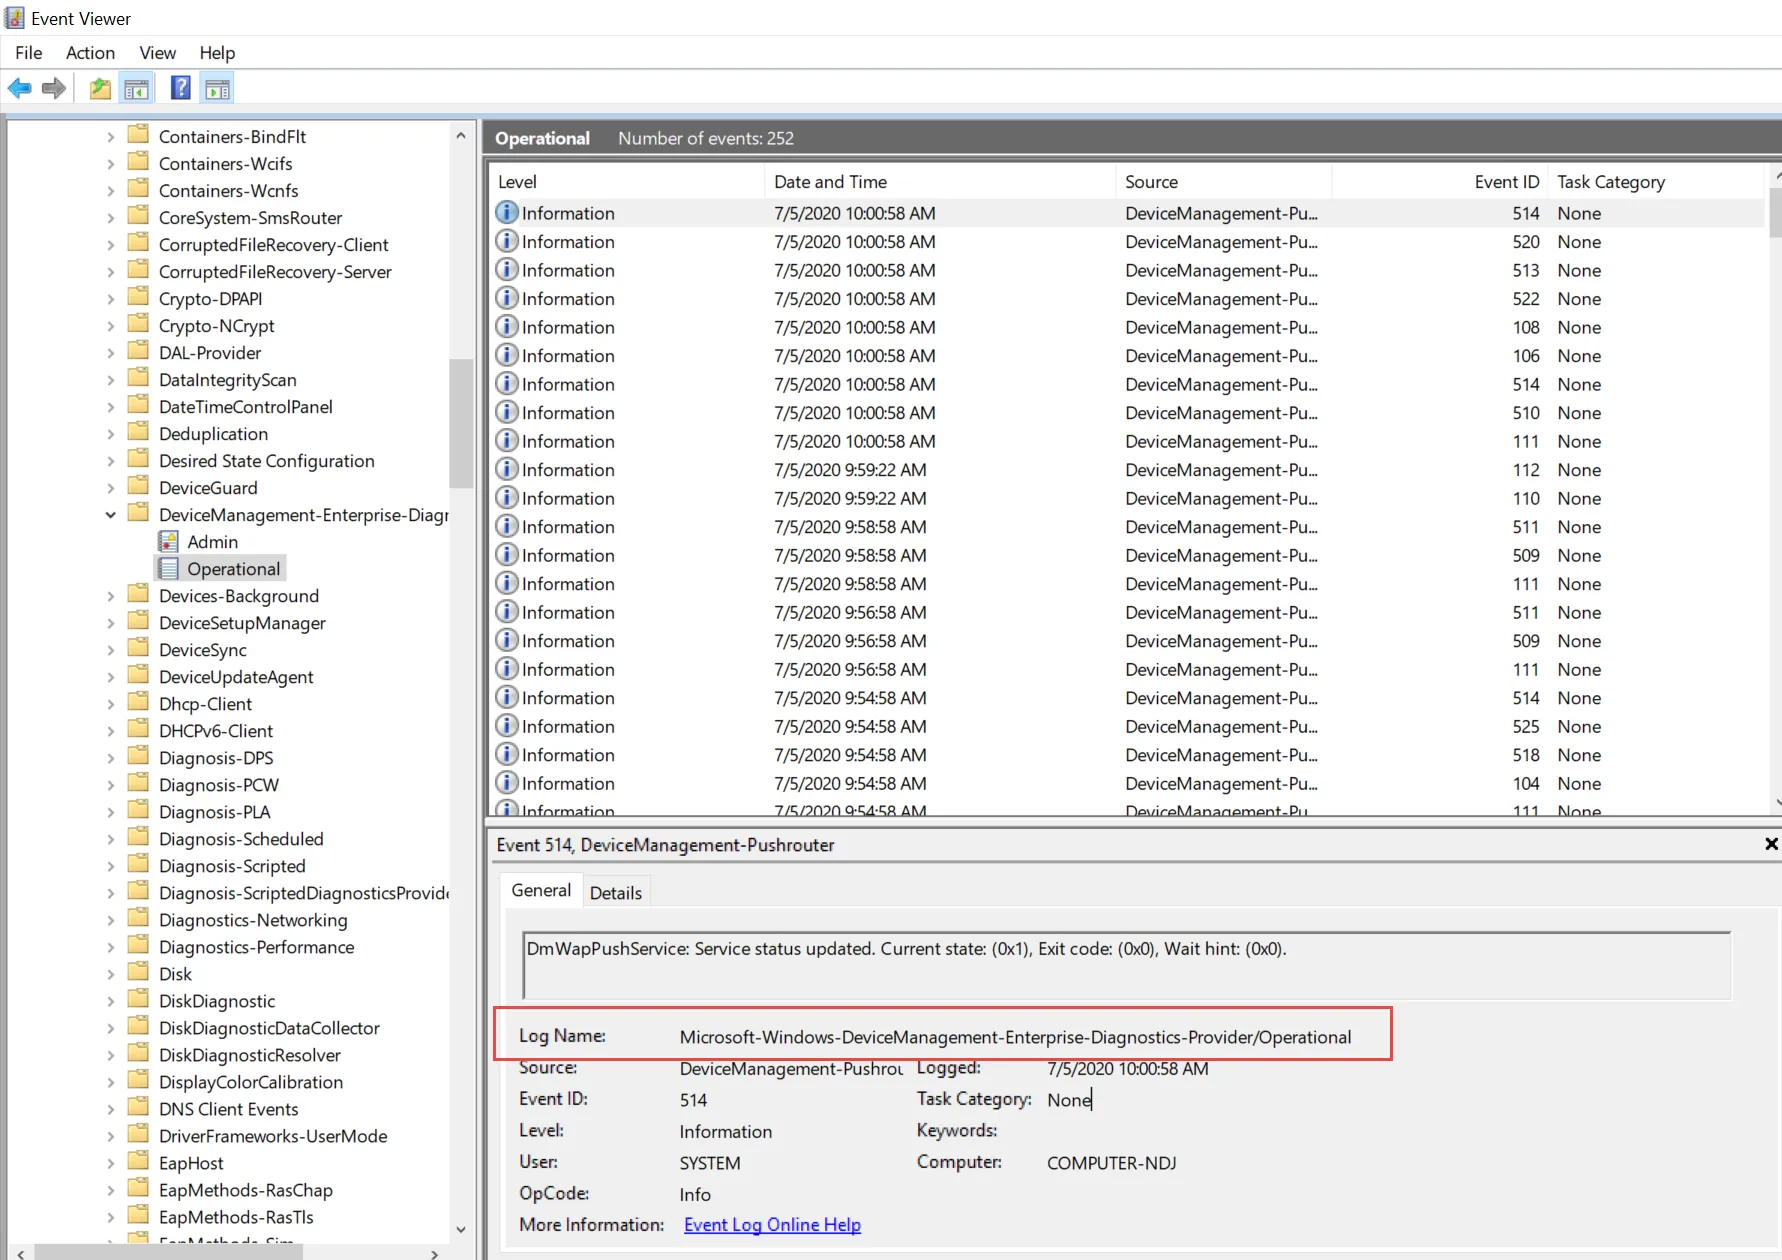 Event Viewer
File Action View Help
Containers-BindFlt
Containers-Wcifs
Containers-Wcnfs
CoreSystem-SmsRouter
CorruptedFileRecovery-Client
CorruptedFileRecovery-Server
Crypto-DPAPI
Crypto-NCrypt
DAL-Provider
DataIntegrityScan
DateTimeControlPanel
Deduplication
Desired State Configuration
DeviceGuard
DeviceManagement-Enterprise-Diagr
Admin
Operational
Devices-Background
DeviceSetupManager
DeviceSync
DeviceUpdateAgent
Dhcp-Client
DHCPv6-Client
Diagnosis-DPS
Diagnosis-PCW
Diagnosis-PLA
Diagnosis-Scheduled
Diagnosis-Scripted
Diagnosis-ScriptedDiagnosticsProvide
Diagnostics-Networking
Diagnostics-Performance
Disk
DiskDiagnostic
DiskDiagnosticDataCollector
DiskDiagnosticResolver
DisplayColorCalibration
DNS Client Events
DriverFrameworks-UserMode
EapHost
EapMethods-RasChap
EapMethods-RasTls
EapMethods-Sim
Operational Number of events: 252
Level Date and Time Source Event ID Task Category
Information 7/5/2020 10:00:58 AM DeviceManagement-Pu... 514 None
Information 7/5/2020 10:00:58 AM DeviceManagement-Pu... 520 None
Information 7/5/2020 10:00:58 AM DeviceManagement-Pu... 513 None
Information 7/5/2020 10:00:58 AM DeviceManagement-Pu... 522 None
Information 7/5/2020 10:00:58 AM DeviceManagement-Pu... 108 None
Information 7/5/2020 10:00:58 AM DeviceManagement-Pu... 106 None
Information 7/5/2020 10:00:58 AM DeviceManagement-Pu... 514 None
Information 7/5/2020 10:00:58 AM DeviceManagement-Pu... 510 None
Information 7/5/2020 10:00:58 AM DeviceManagement-Pu... 111 None
Information 7/5/2020 9:59:22 AM DeviceManagement-Pu... 112 None
Information 7/5/2020 9:59:22 AM DeviceManagement-Pu... 110 None
Information 7/5/2020 9:58:58 AM DeviceManagement-Pu... 511 None
Information 7/5/2020 9:58:58 AM DeviceManagement-Pu... 509 None
Information 7/5/2020 9:58:58 AM DeviceManagement-Pu... 111 None
Information 7/5/2020 9:56:58 AM DeviceManagement-Pu... 511 None
Information 7/5/2020 9:56:58 AM DeviceManagement-Pu... 509 None
Information 7/5/2020 9:56:58 AM DeviceManagement-Pu... 111 None
Information 7/5/2020 9:54:58 AM DeviceManagement-Pu... 514 None
Information 7/5/2020 9:54:58 AM DeviceManagement-Pu... 525 None
Information 7/5/2020 9:54:58 AM DeviceManagement-Pu... 518 None
Information 7/5/2020 9:54:58 AM DeviceManagement-Pu... 104 None
Information 7/5/2020 9:54:58 AM DeviceManagement-Pu... 111 None
Event 514, DeviceManagement-Pushrouter
General Details
DmWapPushService: Service status updated. Current state: (0x1), Exit code: (0x0), Wait hint: (0x0).
Log Name: Microsoft-Windows-DeviceManagement-Enterprise-Diagnostics-Provider/Operational
Source: DeviceManagement-Pushrou Logged: 7/5/2020 10:00:58 AM
Event ID: 514 Task Category: None
Level: Information Keywords:
User: SYSTEM Computer: COMPUTER-NDJ
OpCode: Info
More Information: Event Log Online Help